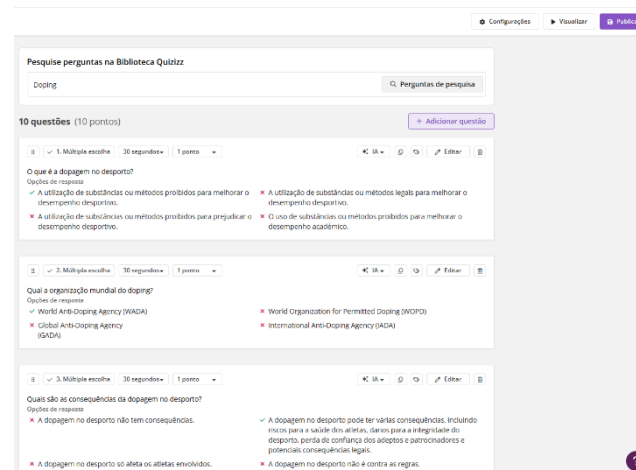 Configurações Visualizar Publica
Pesquise perguntas na Biblioteca Quizizz
Doping Perguntas de pesquisa
10 questões (10 pontos) + Adicionar questão
1. Múltipla escolha 30 segundos 1 ponto IA Editar
O que é a dopagem no desporto?
Opções de resposta
A utilização de substâncias ou métodos proibidos para melhorar o
desempenho desportivo.
A utilização de substâncias ou métodos legais para melhorar o
desempenho desportivo.
A utilização de substâncias ou métodos proibidos para prejudicar o
desempenho desportivo.
O uso de substâncias ou métodos proibidos para melhorar o
desempenho académico.
2. Múltipla escolha 30 segundos 1 ponto IA Editar
Qual a organização mundial do doping?
Opções de resposta
World Anti-Doping Agency (WADA)
World Organization for Permitted Doping (WOPD)
Global Anti-Doping Agency
(GADA)
International Anti-Doping Agency (IADA)
3. Múltipla escolha 30 segundos 1 ponto IA Editar
Quais são as consequências da dopagem no desporto?
Opções de resposta
A dopagem no desporto não tem consequências.
A dopagem no desporto pode ter várias consequências, incluindo
riscos para a saúde dos atletas, danos para a integridade do
desporto, perda de confiança dos adeptos e patrocinadores e
potenciais consequências legais.
A dopagem no desporto só afeta os atletas envolvidos.
A dopagem no desporto não é contra as regras.